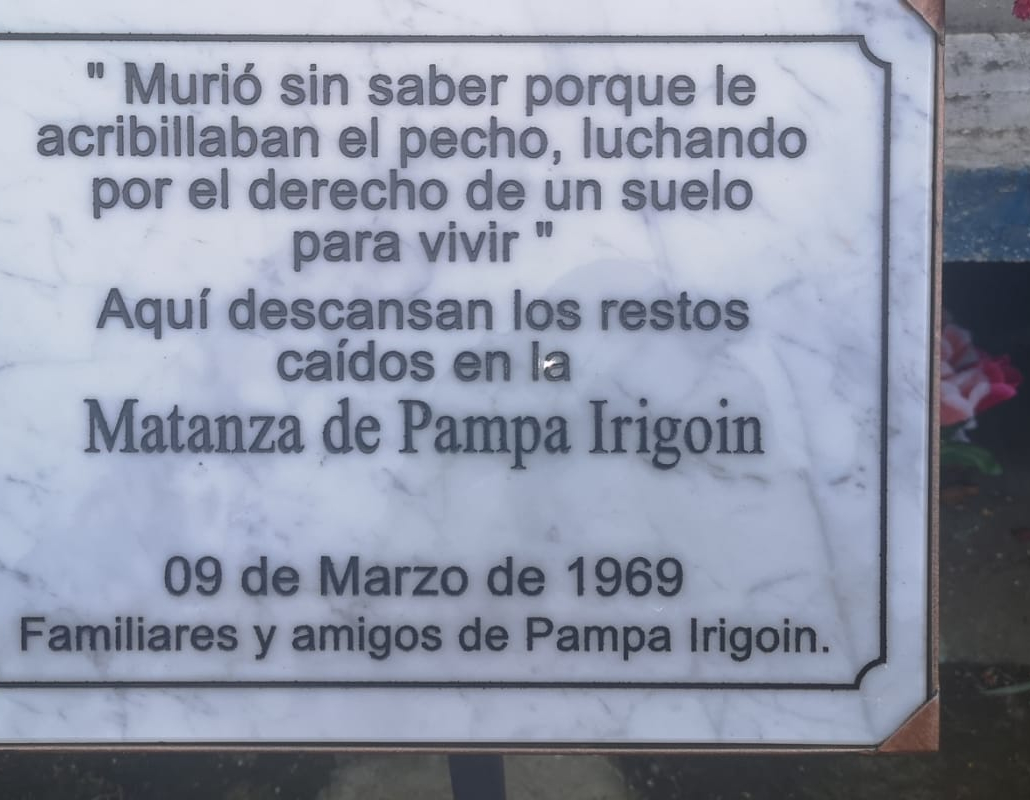 " Murió sin saber porque le
acribillaban el pecho, luchando
por el derecho de un suelo
para vivir "
Aquí descansan los restos
caídos en la
Matanza de Pampa Irigoin
09 de Marzo de 1969
Familiares y amigos de Pampa Irigoin.